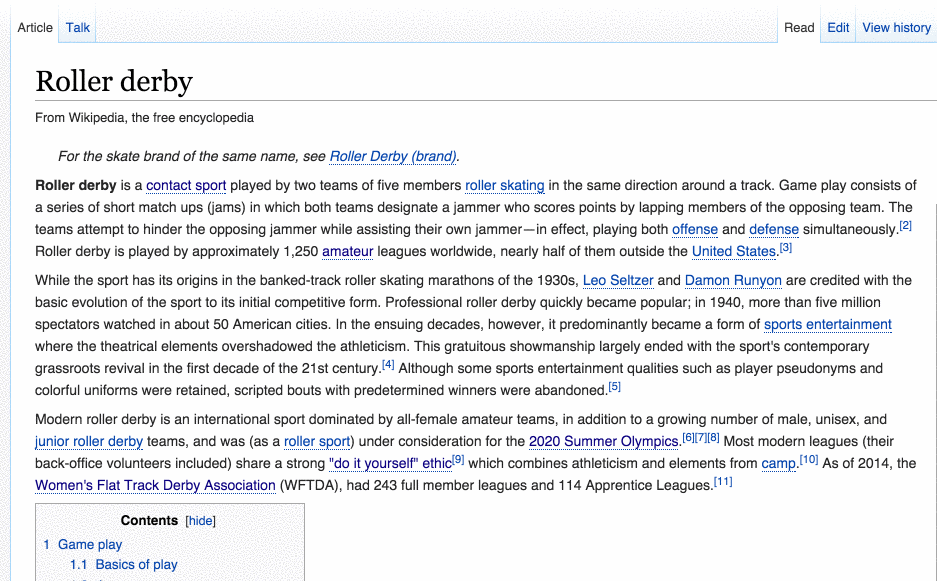 Article Talk Read Edit View history
Roller derby
From Wikipedia, the free encyclopedia
For the skate brand of the same name, see Roller Derby (brand).
Roller derby is a contact sport played by two teams of five members roller skating in the same direction around a track. Game play consists of
a series of short match ups (jams) in which both teams designate a jammer who scores points by lapping members of the opposing team. The
teams attempt to hinder the opposing jammer while assisting their own jammer—in effect, playing both offense and defense simultaneously.[2]
Roller derby is played by approximately 1,250 amateur leagues worldwide, nearly half of them outside the United States.[3]
While the sport has its origins in the banked-track roller skating marathons of the 1930s, Leo Seltzer and Damon Runyon are credited with the
basic evolution of the sport to its initial competitive form. Professional roller derby quickly became popular; in 1940, more than five million
spectators watched in about 50 American cities. In the ensuing decades, however, it predominantly became a form of sports entertainment
where the theatrical elements overshadowed the athleticism. This gratuitous showmanship largely ended with the sport's contemporary
grassroots revival in the first decade of the 21st century.[4] Although some sports entertainment qualities such as player pseudonyms and
colorful uniforms were retained, scripted bouts with predetermined winners were abandoned.[5]
Modern roller derby is an international sport dominated by all-female amateur teams, in addition to a growing number of male, unisex, and
junior roller derby teams, and was (as a roller sport) under consideration for the 2020 Summer Olympics.[6][7][8] Most modern leagues (their
back-office volunteers included) share a strong "do it yourself" ethic[9] which combines athleticism and elements from camp.[10] As of 2014, the
Women's Flat Track Derby Association (WFTDA), had 243 full member leagues and 114 Apprentice Leagues.[11]
Contents [hide]
1 Game play
1.1 Basics of play